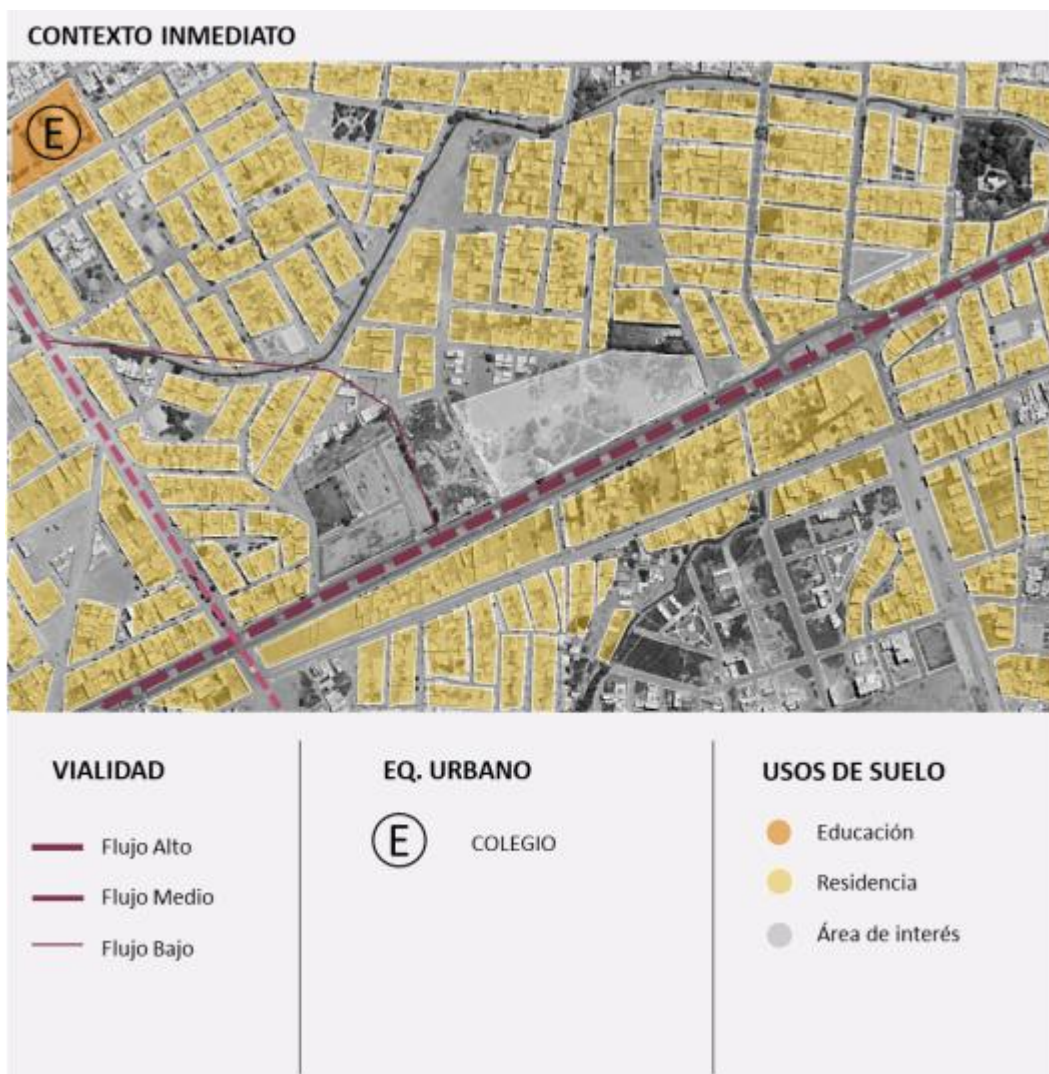 CONTEXTO INMEDIATO
E
VIALIDAD
Flujo Alto
Flujo Medio
Flujo Bajo
EQ. URBANO
E COLEGIO
USOS DE SUELO
Educación
Residencia
Área de interés